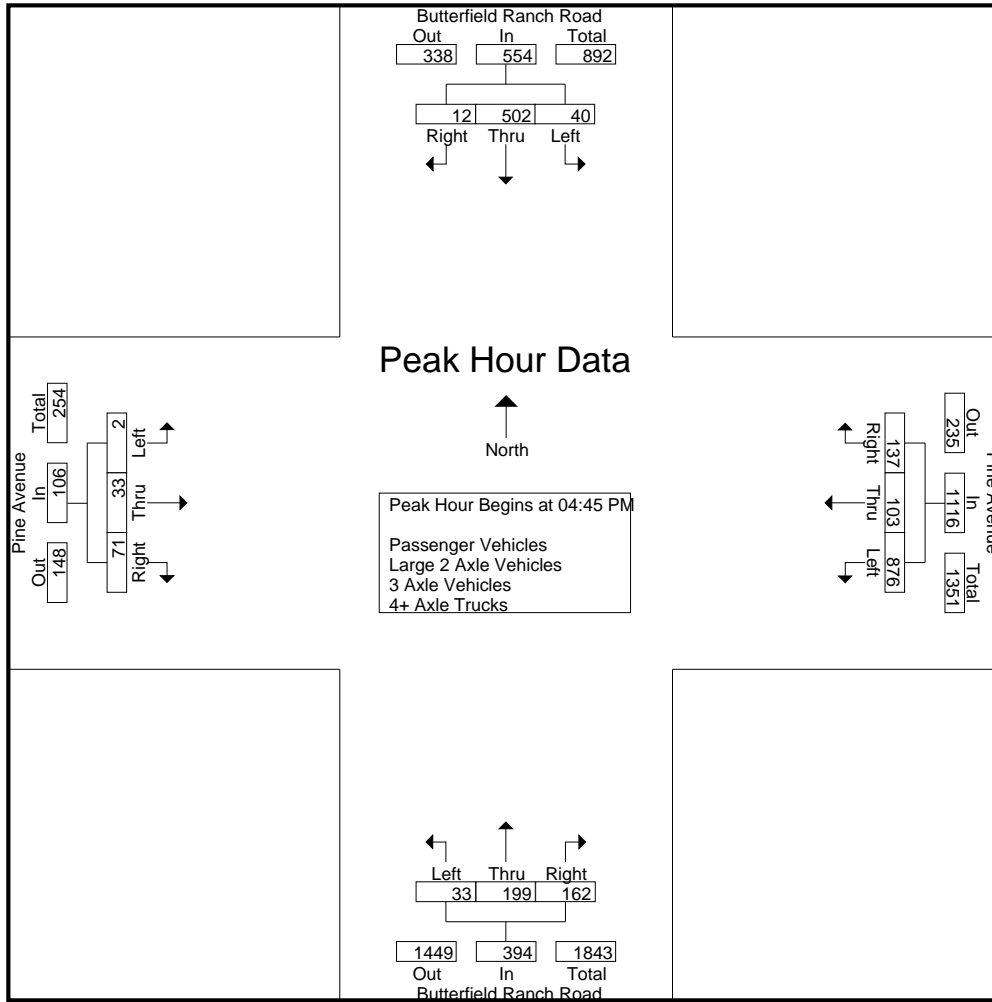 Butterfield Ranch Road
Out In Total
338 554 892
12 502 40
Right Thru Left
Peak Hour Data
North
Peak Hour Begins at 04:45 PM
Passenger Vehicles
Large 2 Axle Vehicles
3 Axle Vehicles
4+ Axle Trucks
Pine Avenue
Out In Total
148 106 254
71 33 2
Right Thru Left
Pine Avenue
Out In Total
235 1116 1351
137 103 876
Right Thru Left
Left Thru Right
33 199 162
1449 394 1843
Out In Total
Butterfield Ranch Road